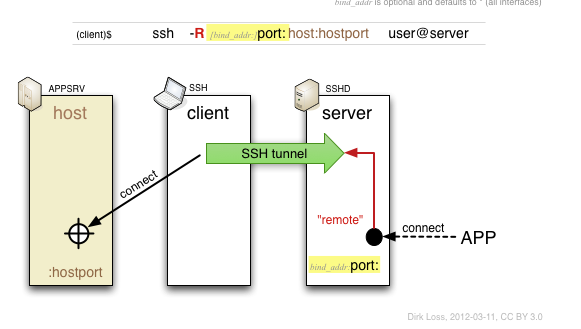 bind_addr is optional and defaults to * (all interfaces)
(client)$ ssh -R [bind_addr:]port:host:hostport user@server
APPSRV SSH SSHD
host client server
SSH tunnel
connect
"remote"
connect
APP
:hostport
bind_addr:port:
Dirk Loss, 2012-03-11, CC BY 3.0